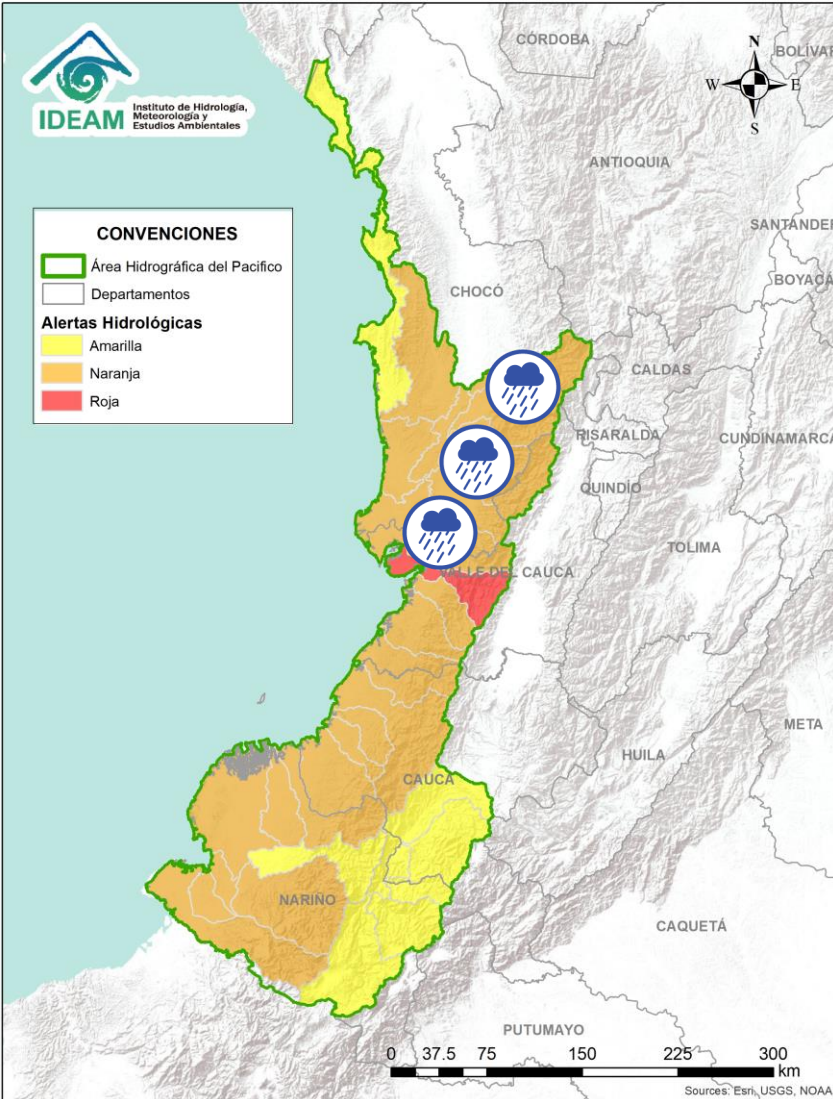 IDEAM
Instituto de Hidrología,
Meteorología y
Estudios Ambientales
CÓRDOBA
BOLÍVAR
N
W
E
S
ANTIOQUIA
SANTANDER
BOYACÁ
CONVENCIONES
Área Hidrográfica del Pacifico
Departamentos
Alertas Hidrológicas
Amarilla
Naranja
Roja
CHOCÓ
CALDAS
RISARALDA
CUNDINAMARCA
QUINDÍO
TOLIMA
VALLE DEL CAUCA
META
HUILA
CAUCA
NARIÑO
CAQUETÁ
PUTUMAYO
0 37.5 75 150 225 300
km
Sources: Esri, USGS, NOAA